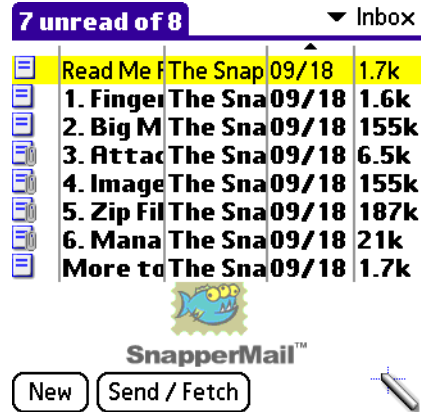 7 unread of 8 Inbox
Read Me F The Snap 09/18 1.7k
1. Finger The Sna 09/18 1.6k
2. Big M The Sna 09/18 155k
3. Attac The Sna 09/18 6.5k
4. Image The Sna 09/18 155k
5. Zip Fil The Sna 09/18 187k
6. Mana The Sna 09/18 21k
More to The Sna 09/18 1.7k
SnapperMail™
New Send / Fetch